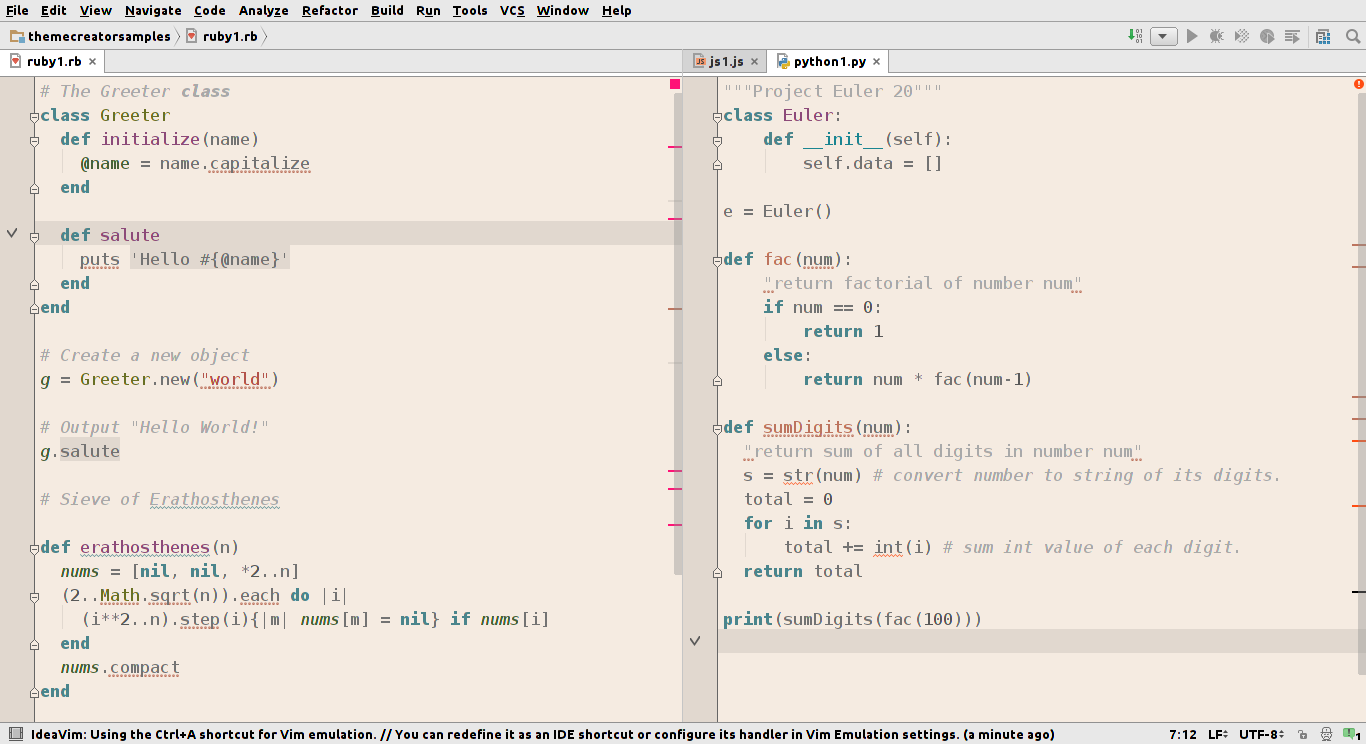 File Edit View Navigate Code Analyze Refactor Build Run Tools VCS Window Help
themecreatorsamples ruby1.rb
ruby1.rb
# The Greeter class
class Greeter
  def initialize(name)
    @name = name.capitalize
  end
  def salute
    puts 'Hello #{@name}'
  end
end
# Create a new object
g = Greeter.new("world")
# Output "Hello World!"
g.salute
# Sieve of Erathosthenes
def erathosthenes(n)
  nums = [nil, nil, *2..n]
  (2..Math.sqrt(n)).each do |i|
    (i**2..n).step(i){|m| nums[m] = nil} if nums[i]
  end
  nums.compact
end
js1.js python1.py
"""Project Euler 20"""
class Euler:
    def __init__(self):
        self.data = []
e = Euler()
def fac(num):
    "return factorial of number num"
    if num == 0:
        return 1
    else:
        return num * fac(num-1)
def sumDigits(num):
  "return sum of all digits in number num"
  s = str(num) # convert number to string of its digits.
  total = 0
  for i in s:
      total += int(i) # sum int value of each digit.
  return total
print(sumDigits(fac(100)))
IdeaVim: Using the Ctrl+A shortcut for Vim emulation. // You can redefine it as an IDE shortcut or configure its handler in Vim Emulation settings. (a minute ago) 7:12 LF UTF-8 1